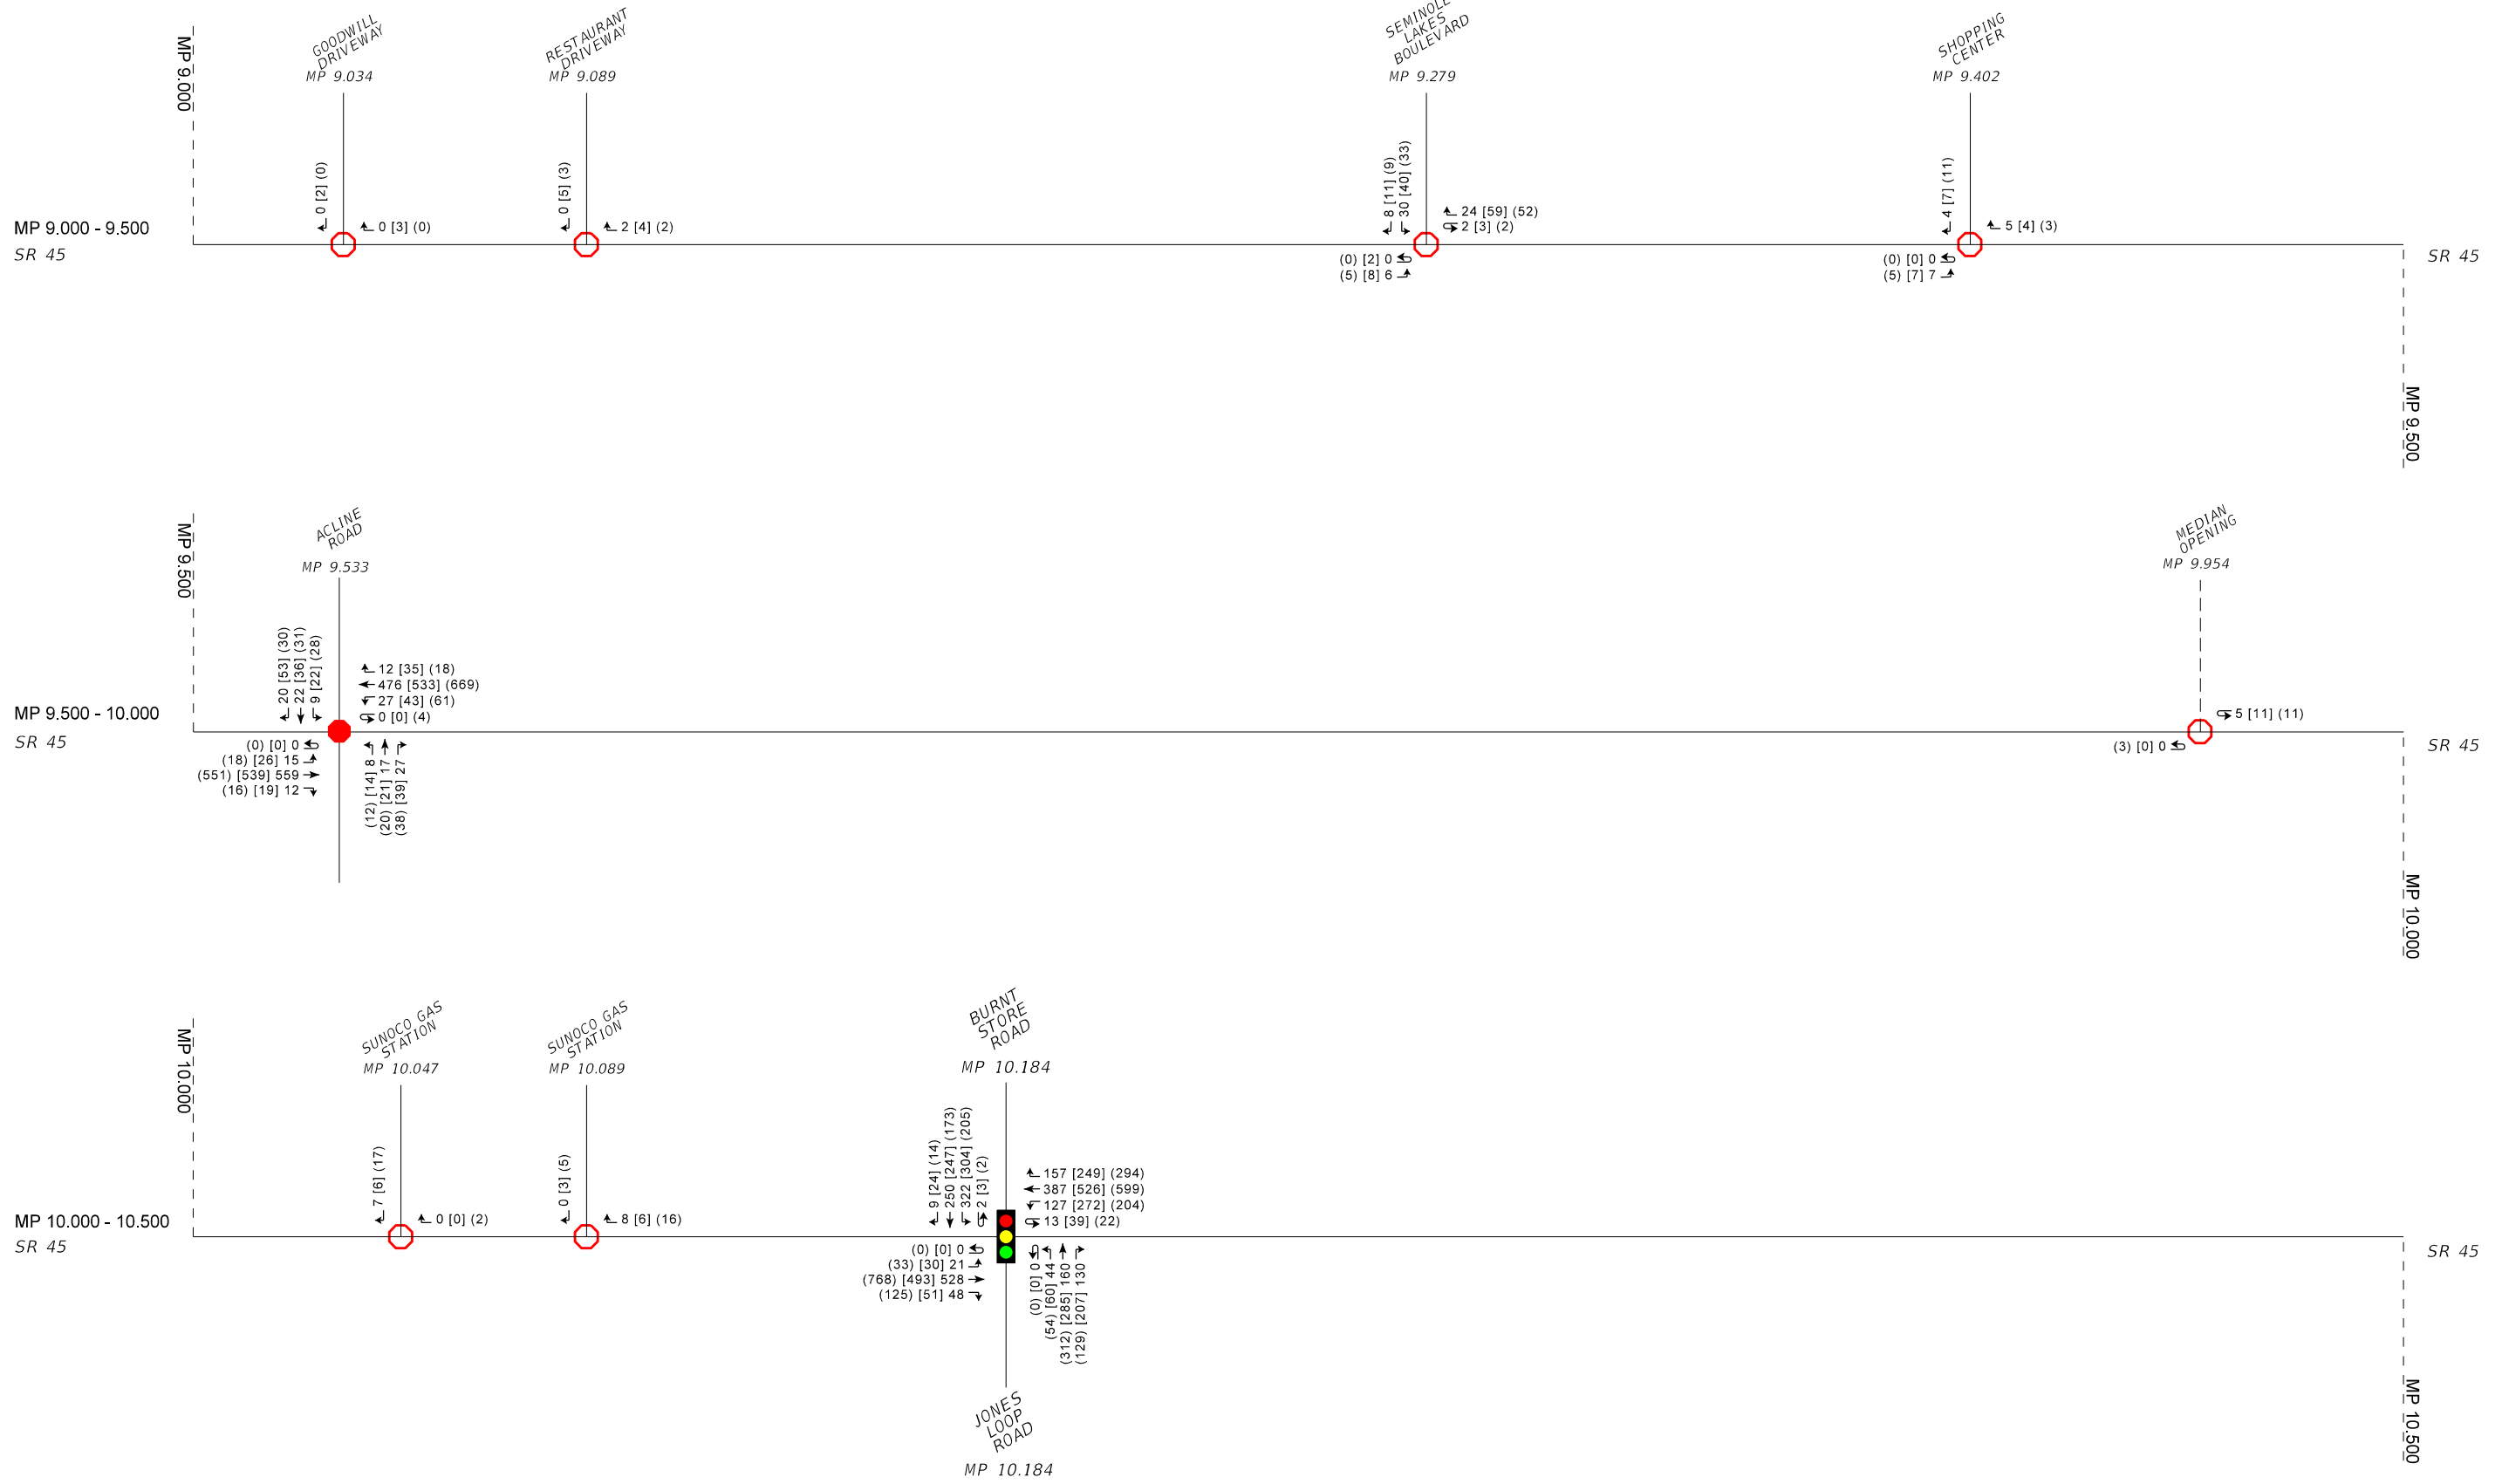 GOODWILL
DRIVEWAY
MP 9.034
RESTAURANT
DRIVEWAY
MP 9.089
SEMINOLE
LAKES
BOULEVARD
MP 9.279
SHOPPING
CENTER
MP 9.402
MP 9.000
0 [2] (0)
0 [3] (0)
0 [5] (3)
2 [4] (2)
8 [11] (9)
30 [40] (33)
24 [59] (52)
2 [3] (2)
4 [7] (11)
5 [4] (3)
MP 9.000 - 9.500
SR 45
(0) [2] 0
(5) [8] 6
(0) [0] 0
(5) [7] 7
SR 45
MP 9.500
ACLINE
ROAD
MP 9.533
MEDIAN
OPENING
MP 9.954
MP 9.500
20 [53] (30)
22 [36] (31)
9 [22] (28)
12 [35] (18)
476 [533] (669)
27 [43] (61)
0 [0] (4)
5 [11] (11)
MP 9.500 - 10.000
SR 45
(0) [0] 0
(18) [26] 15
(551) [539] 559
(16) [19] 12
(12) [14] 8
(20) [21] 17
(38) [39] 27
(3) [0] 0
SR 45
MP 10.000
SUNOCO GAS
STATION
MP 10.047
SUNOCO GAS
STATION
MP 10.089
BURNT
STORE
ROAD
MP 10.184
MP 10.000
7 [6] (17)
0 [0] (2)
0 [3] (5)
8 [6] (16)
9 [24] (14)
250 [247] (173)
322 [304] (205)
2 [3] (2)
157 [249] (294)
387 [526] (599)
127 [272] (204)
13 [39] (22)
MP 10.000 - 10.500
SR 45
(0) [0] 0
(33) [30] 21
(768) [493] 528
(125) [51] 48
(0) [0] 0
(54) [60] 44
(312) [285] 160
(129) [207] 130
SR 45
MP 10.500
JONES
LOOP
ROAD
MP 10.184